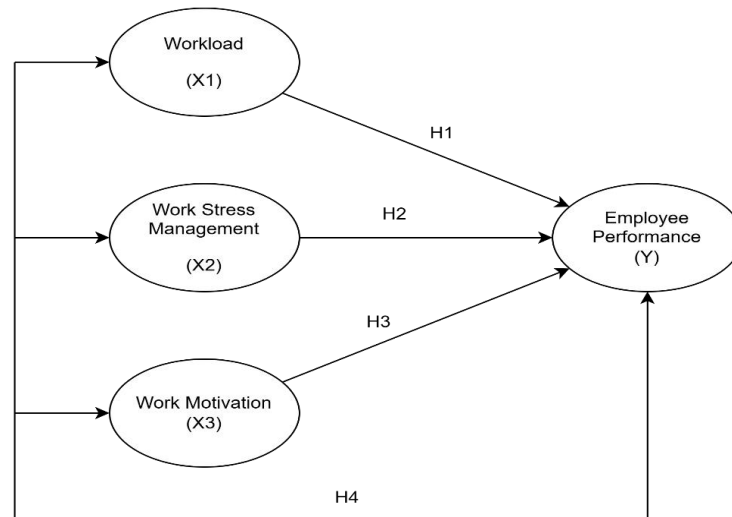 Workload
(X1)
H1
Work Stress
Management
(X2)
H2
Employee
Performance
(Y)
H3
Work Motivation
(X3)
H4